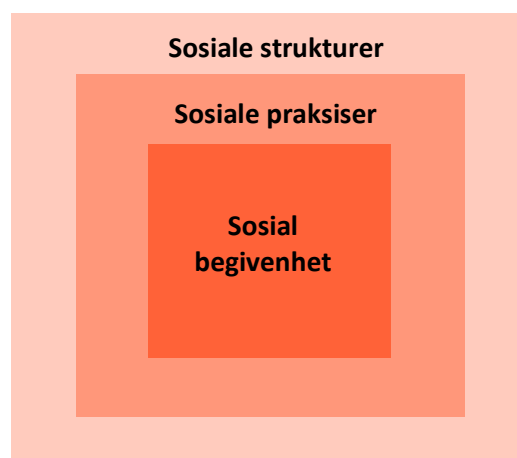 Sosiale strukturer
Sosiale praksiser
Sosial
begivenhet